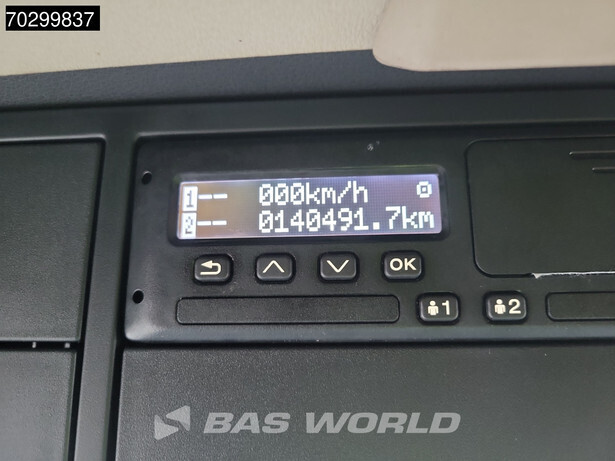 70299837
1-- 000km/h
2-- 0140491.7km
OK
1 2
BAS WORLD